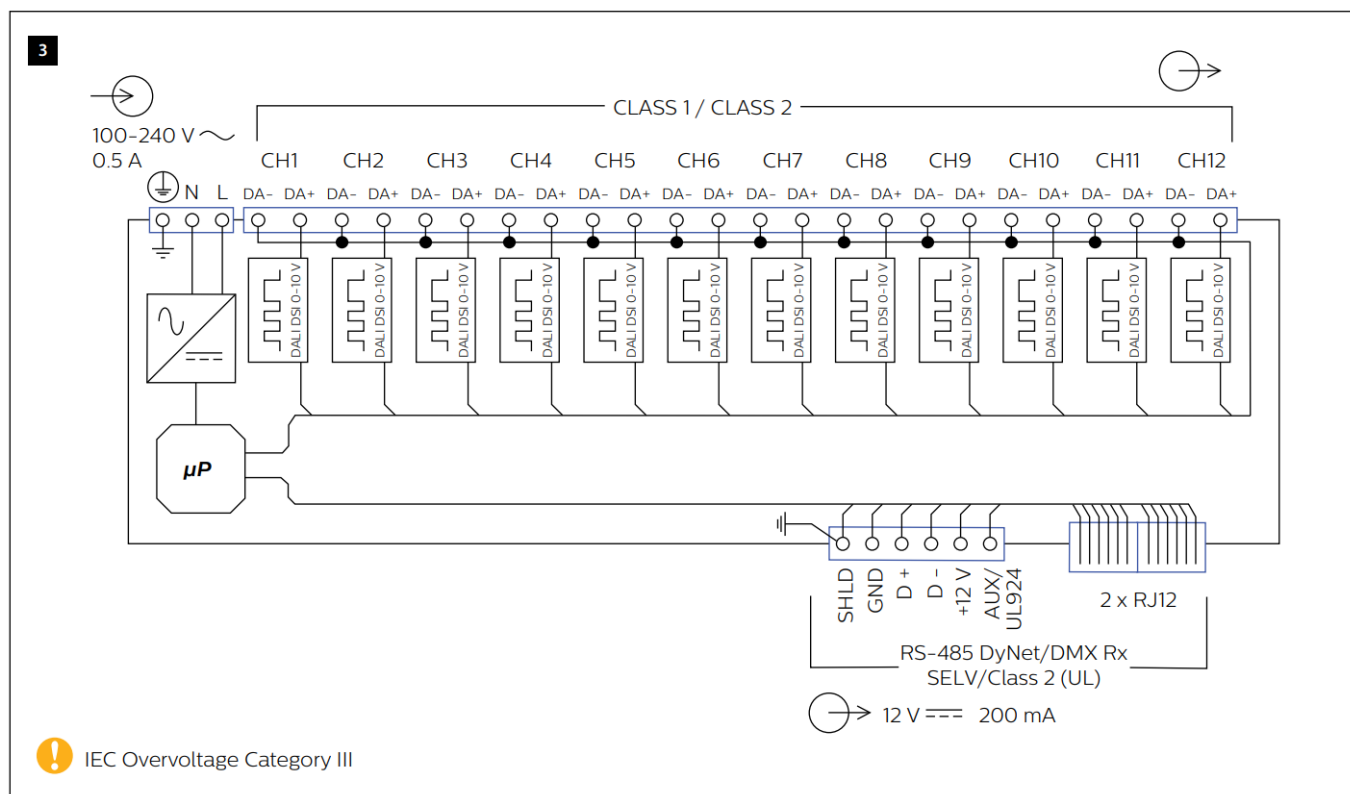 3
100-240 V
0.5 A
CLASS 1 / CLASS 2
CH1 CH2 CH3 CH4 CH5 CH6 CH7 CH8 CH9 CH10 CH11 CH12
N L DA- DA+ DA- DA+ DA- DA+ DA- DA+ DA- DA+ DA- DA+ DA- DA+ DA- DA+ DA- DA+ DA- DA+ DA- DA+ DA- DA+
DALI DSI 0-10 V
DALI DSI 0-10 V
DALI DSI 0-10 V
DALI DSI 0-10 V
DALI DSI 0-10 V
DALI DSI 0-10 V
DALI DSI 0-10 V
DALI DSI 0-10 V
DALI DSI 0-10 V
DALI DSI 0-10 V
DALI DSI 0-10 V
DALI DSI 0-10 V
µP
SHLD
GND
D +
D -
+12 V
AUX/
UL924
2 x RJ12
RS-485 DyNet/DMX Rx
SELV/Class 2 (UL)
12 V 200 mA
! IEC Overvoltage Category III